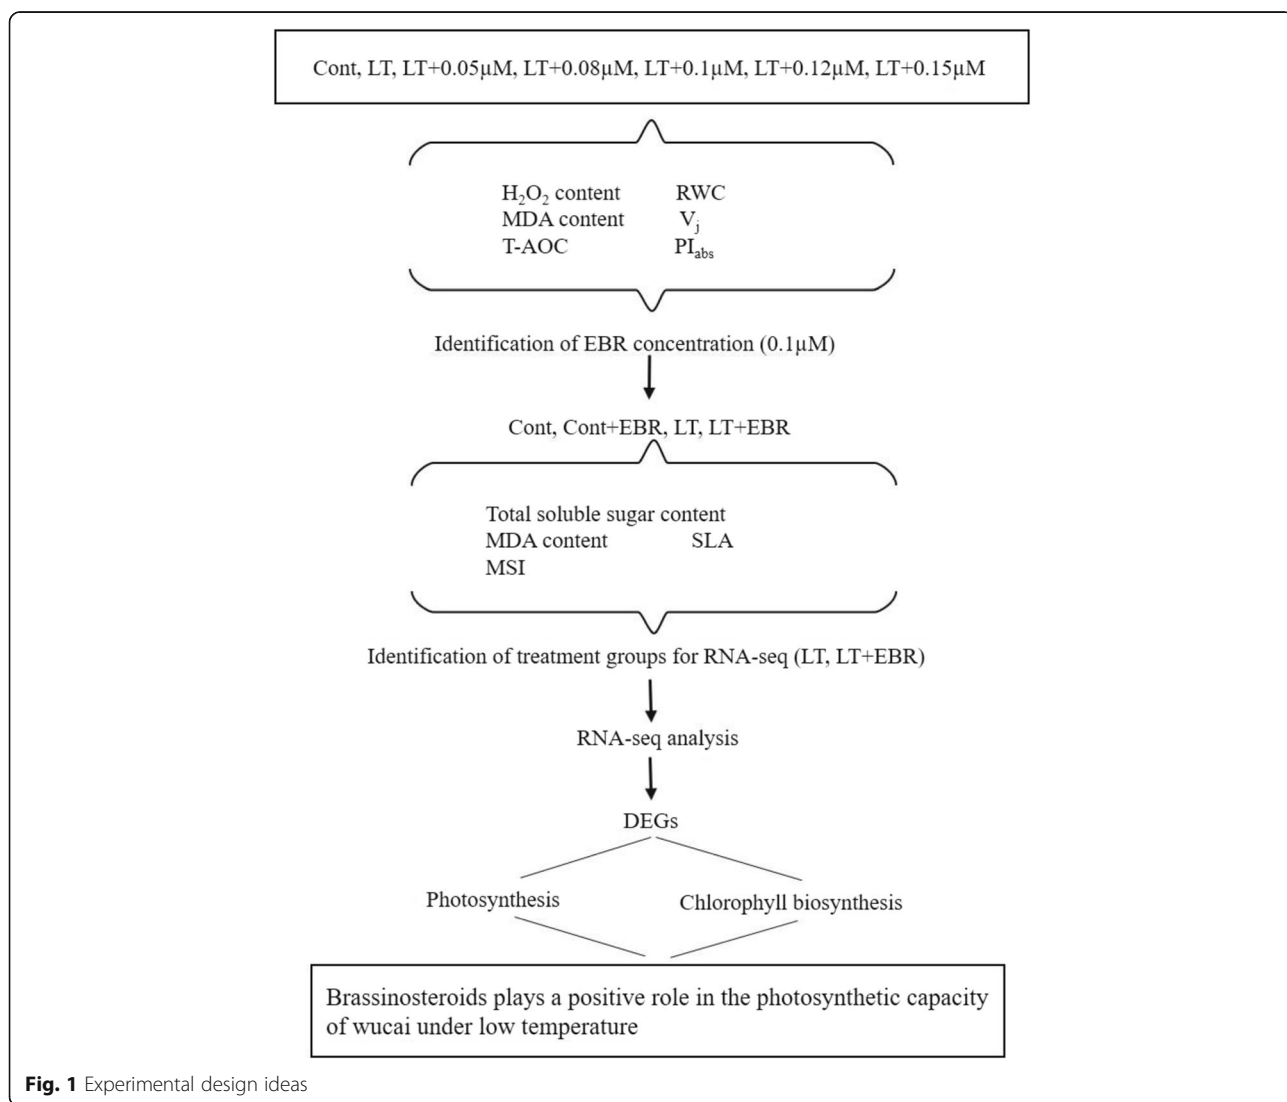 Cont, LT, LT+0.05μM, LT+0.08μM, LT+0.1μM, LT+0.12μM, LT+0.15μM
H₂O₂ content RWC
MDA content Vⱼ
T-AOC PIabs
Identification of EBR concentration (0.1μM)
Cont, Cont+EBR, LT, LT+EBR
Total soluble sugar content
MDA content SLA
MSI
Identification of treatment groups for RNA-seq (LT, LT+EBR)
RNA-seq analysis
DEGs
Photosynthesis Chlorophyll biosynthesis
Brassinosteroids plays a positive role in the photosynthetic capacity
of wucai under low temperature
Fig. 1 Experimental design ideas